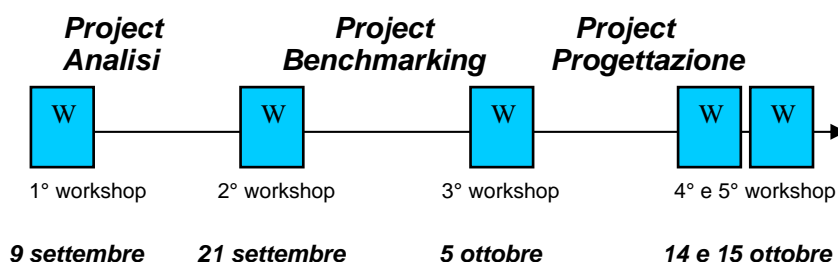 Project
Analisi
Project
Benchmarking
Project
Progettazione
W
W
W
W
W
1° workshop
2° workshop
3° workshop
4° e 5° workshop
9 settembre
21 settembre
5 ottobre
14 e 15 ottobre